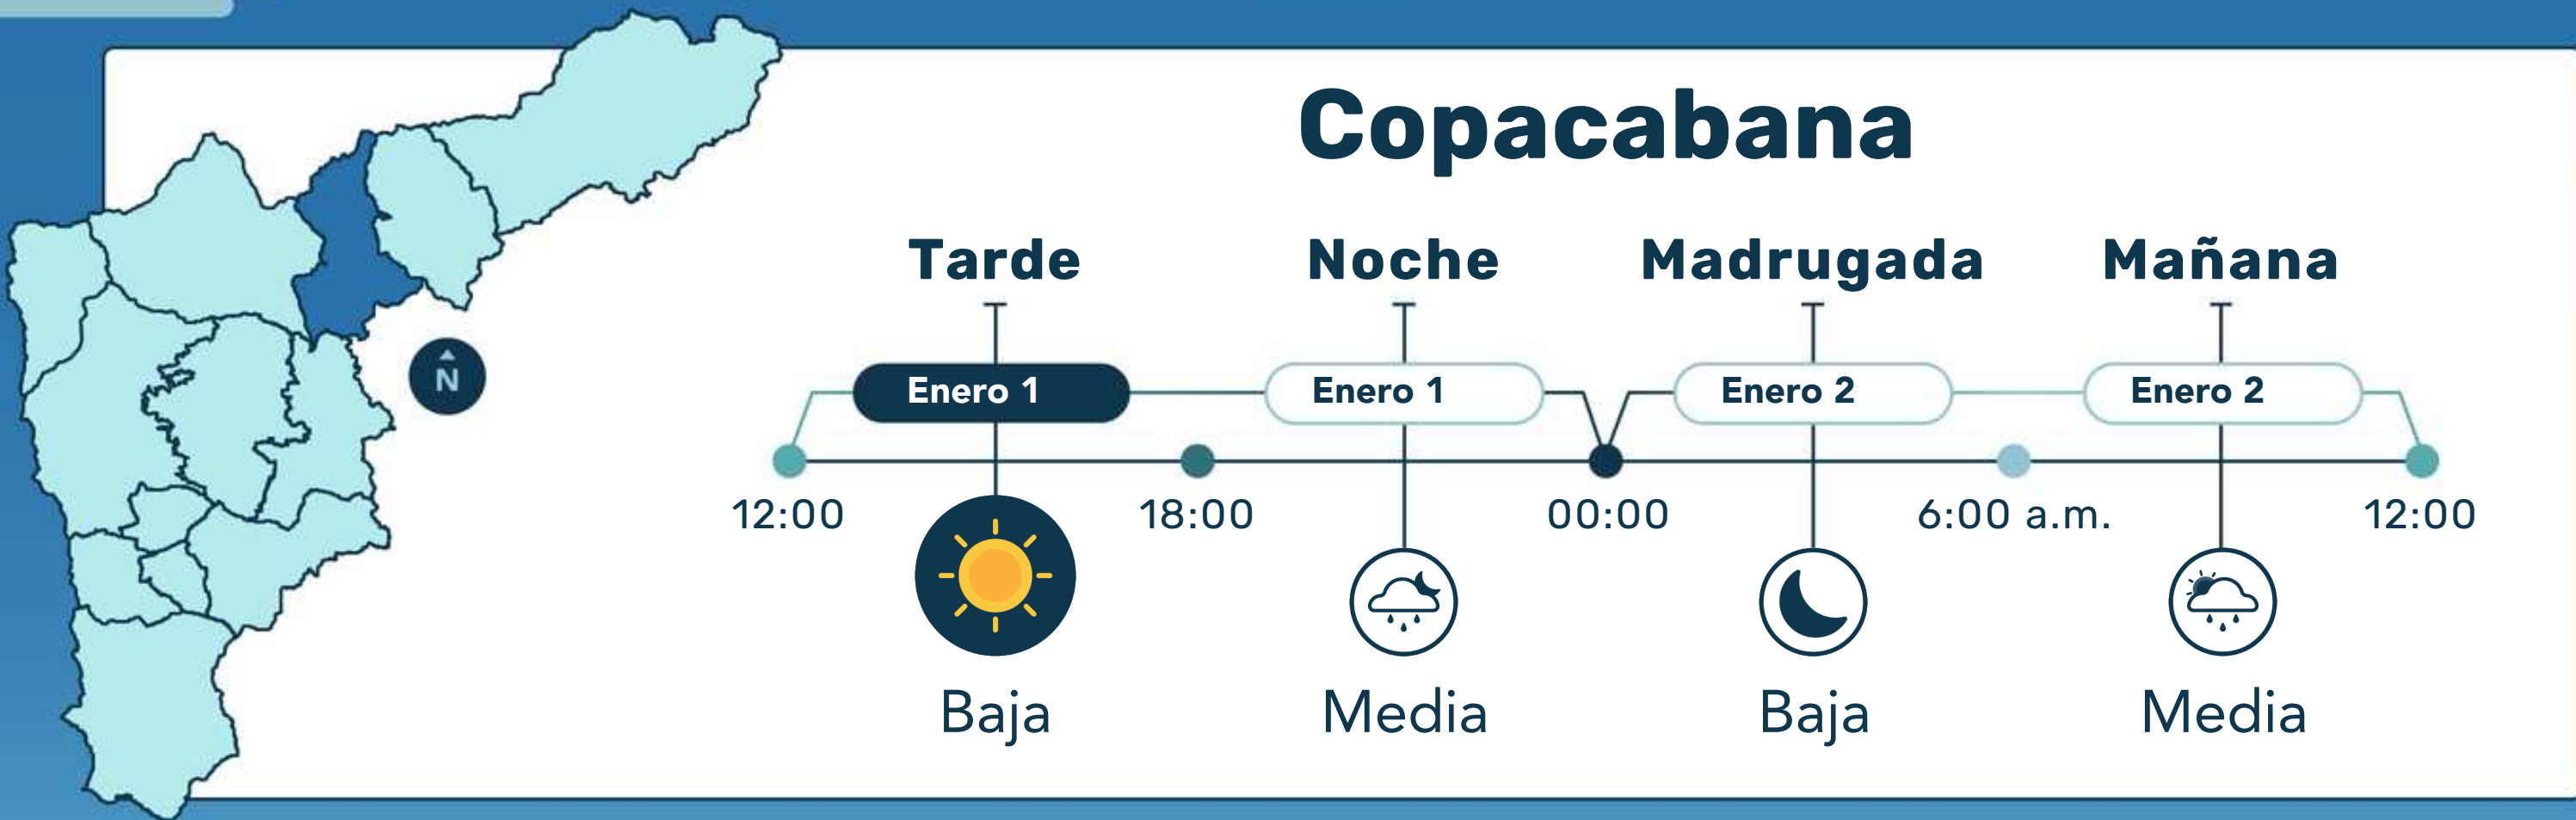 Copacabana
Tarde
Noche
Madrugada
Mañana
Enero 1
Enero 1
Enero 2
Enero 2
N
12:00
18:00
00:00
6:00 a.m.
12:00
Baja
Media
Baja
Media